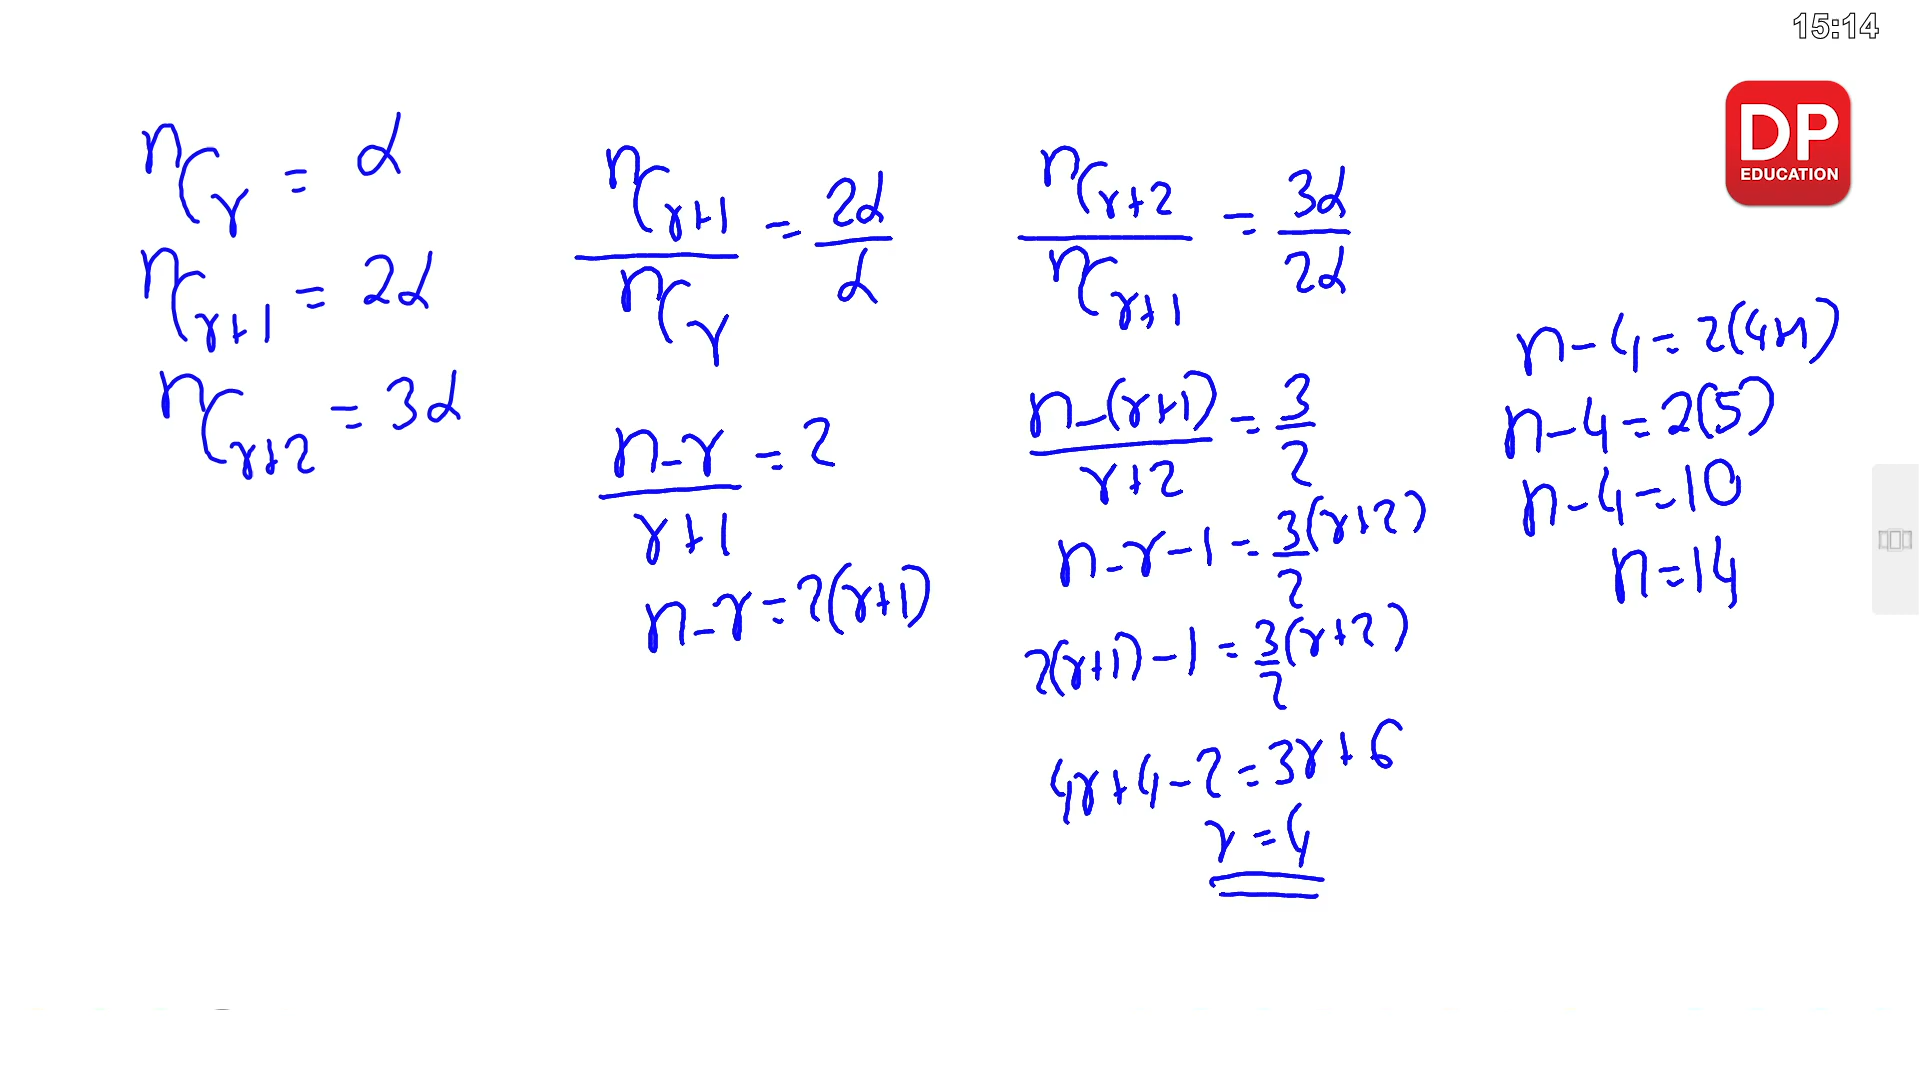 15:14
DP
EDUCATION
nCr = α
nCr+1 = 2α
nCr+2 = 3α
nCr+1 / nCr = 2α / α
n-r / r+1 = 2
n-r = 2(r+1)
nCr+2 / nCr+1 = 3α / 2α
n-(r+1) / r+2 = 3/2
n-r-1 = 3/2 (r+2)
2(r+1)-1 = 3/2 (r+2)
4r+4-2 = 3r+6
r = 4
n-4 = 2(4+1)
n-4 = 2(5)
n-4 = 10
n = 14